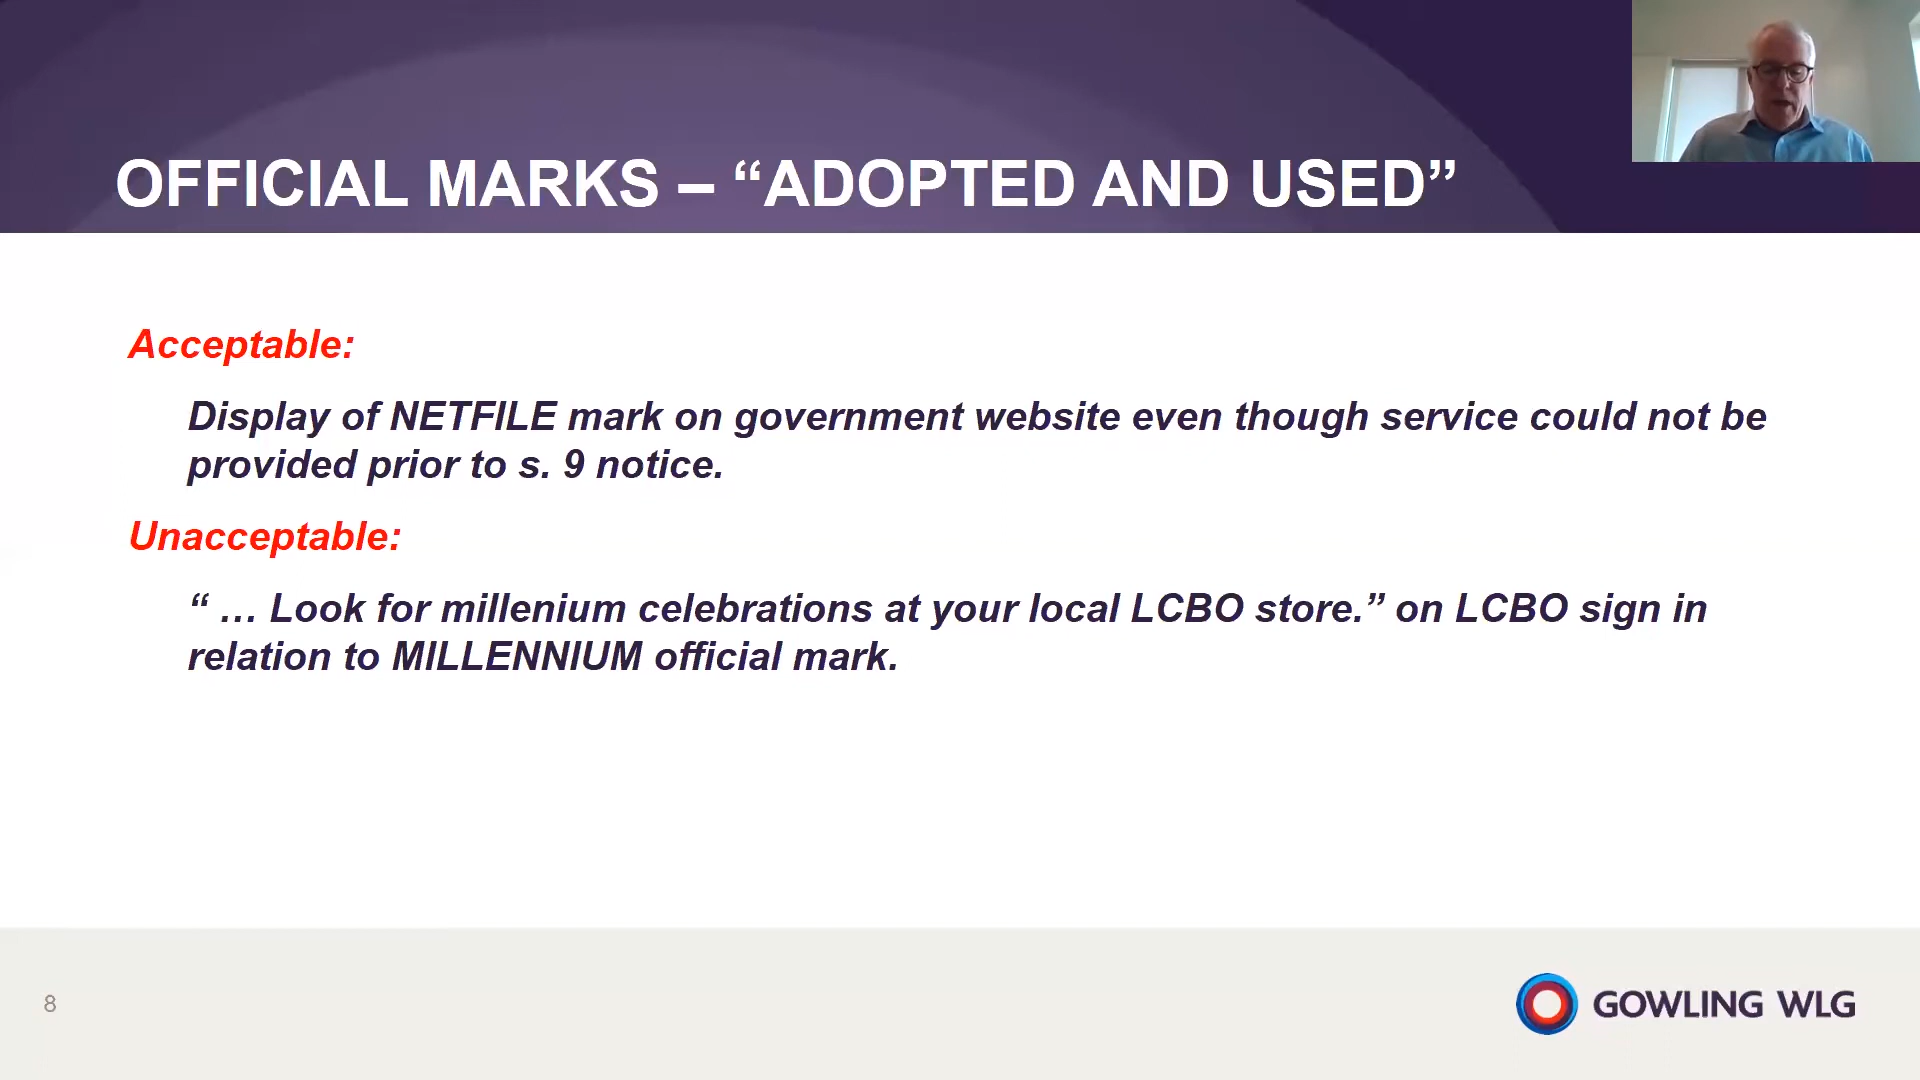 OFFICIAL MARKS – “ADOPTED AND USED”
Acceptable:
Display of NETFILE mark on government website even though service could not be
provided prior to s. 9 notice.
Unacceptable:
“ … Look for millenium celebrations at your local LCBO store.” on LCBO sign in
relation to MILLENNIUM official mark.
8
GOWLING WLG